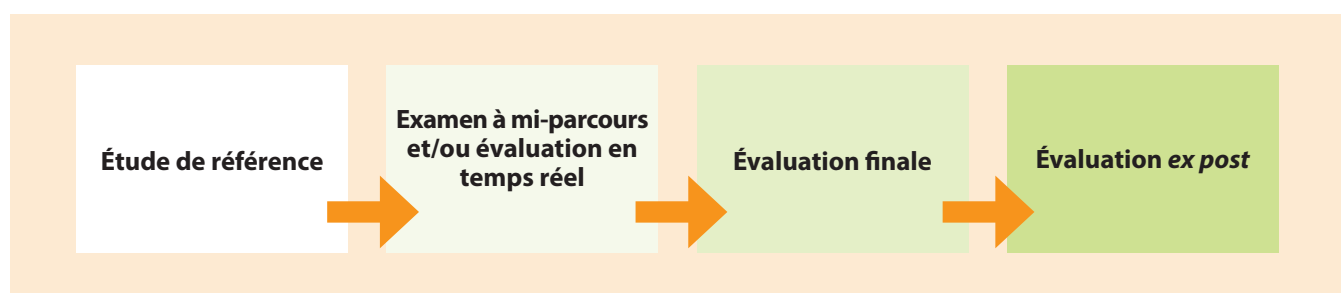 Étude de référence
Examen à mi-parcours
et/ou évaluation en
temps réel
Évaluation finale
Évaluation ex post